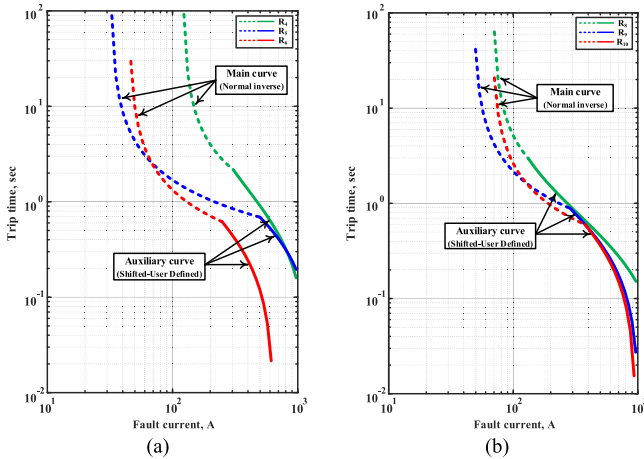 (a)
R₄
R₅
R₆
Main curve
(Normal inverse)
Auxiliary curve
(Shifted-User Defined)
Trip time, sec
10²
10¹
10⁰
10⁻¹
10⁻²
10¹
10²
10³
Fault current, A
(a)
(b)
R₈
R₉
R₁₀
Main curve
(Normal inverse)
Auxiliary curve
(Shifted-User Defined)
Trip time, sec
10²
10¹
10⁰
10⁻¹
10⁻²
10¹
10²
10
Fault current, A
(b)